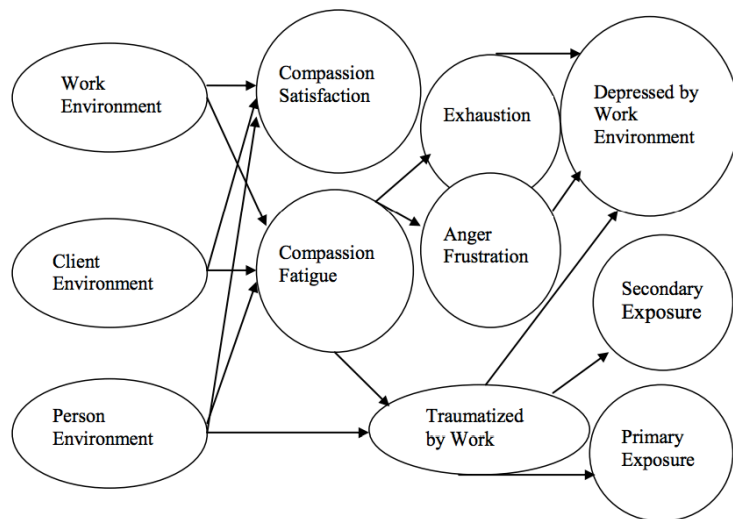 Work
Environment
Compassion
Satisfaction
Exhaustion
Depressed by
Work
Environment
Client
Environment
Compassion
Fatigue
Anger
Frustration
Secondary
Exposure
Person
Environment
Traumatized
by Work
Primary
Exposure